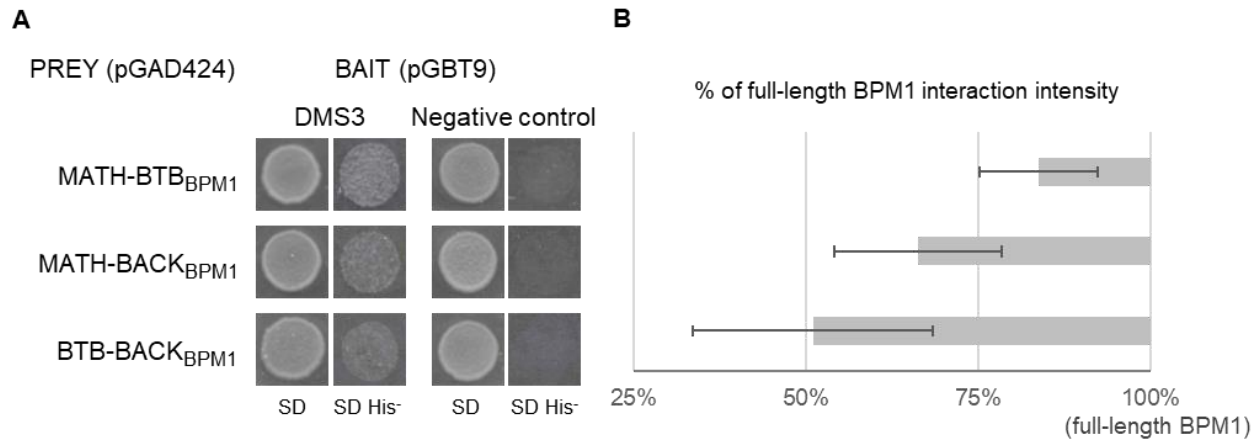 A
PREY (pGAD424)
BAIT (pGBT9)
DMS3
Negative control
MATH-BTBBPM1
MATH-BACKBPM1
BTB-BACKBPM1
SD
SD His-
SD
SD His-
B
% of full-length BPM1 interaction intensity
25%
50%
75%
100%
(full-length BPM1)